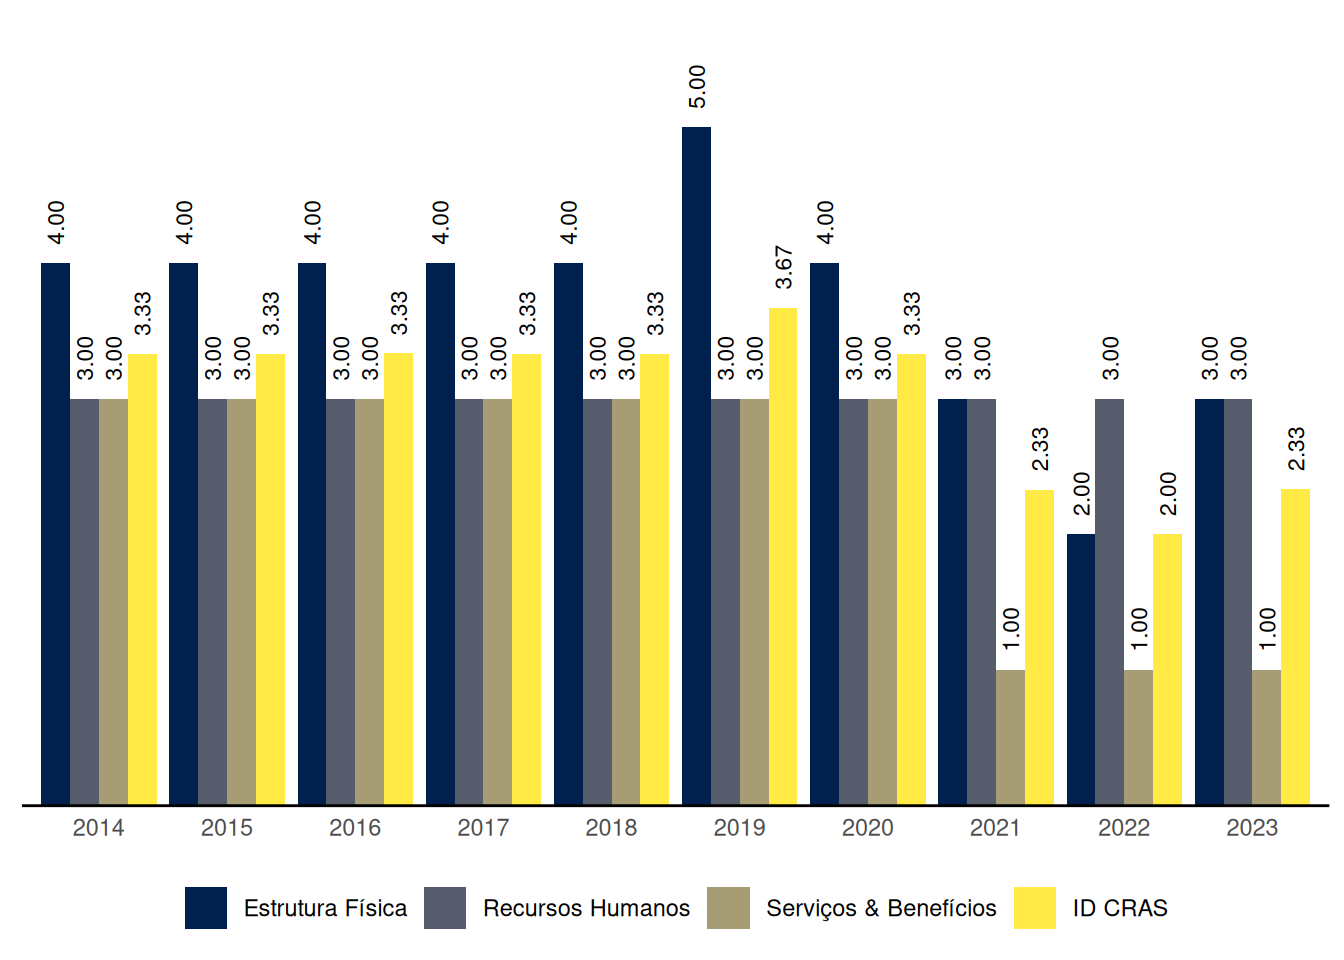 5.00
4.00 4.00 4.00 4.00 4.00 4.00
3.67
3.33 3.33 3.33 3.33 3.33 3.33
3.00 3.00 3.00 3.00 3.00 3.00 3.00 3.00 3.00 3.00 3.00 3.00 3.00 3.00 3.00 3.00 3.00 3.00 3.00
2.33 2.33
2.00 2.00
1.00 1.00 1.00
2014 2015 2016 2017 2018 2019 2020 2021 2022 2023
Estrutura Física Recursos Humanos Serviços & Benefícios ID CRAS